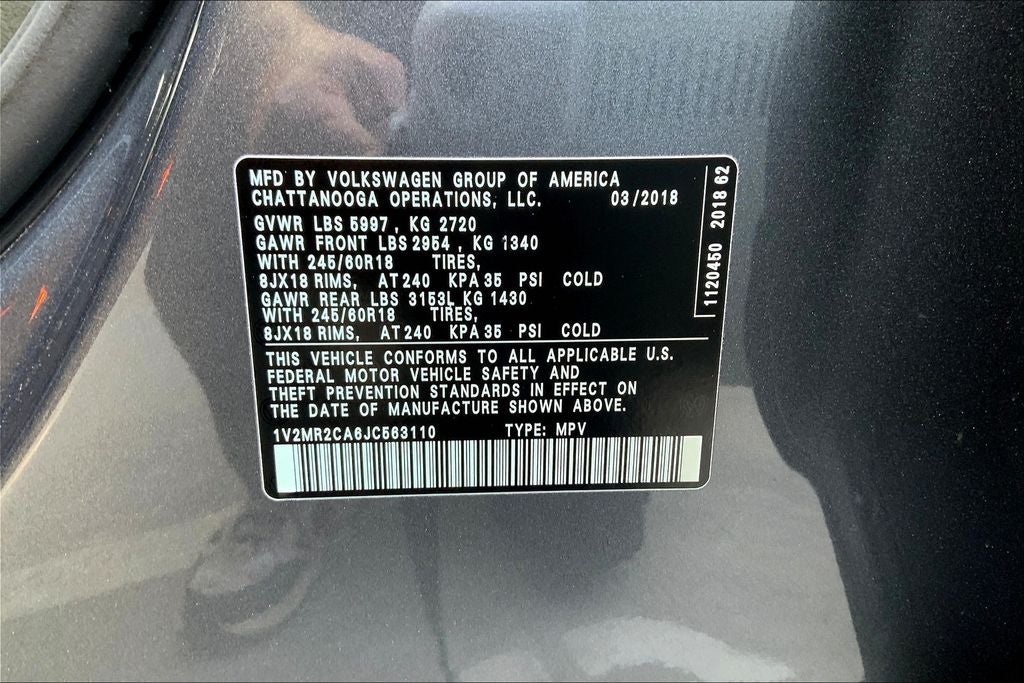 MFD BY VOLKSWAGEN GROUP OF AMERICA
CHATTANOOGA OPERATIONS, LLC. 03/2018
GVWR LBS 5997 , KG 2720
GAWR FRONT LBS 2954 , KG 1340
WITH 245/60R18 TIRES,
8JX18 RIMS, AT 240 KPA 35 PSI COLD
GAWR REAR LBS 3153L KG 1430
WITH 245/60R18 TIRES,
8JX18 RIMS, AT 240 KPA 35 PSI COLD
THIS VEHICLE CONFORMS TO ALL APPLICABLE U.S.
FEDERAL MOTOR VEHICLE SAFETY AND
THEFT PREVENTION STANDARDS IN EFFECT ON
THE DATE OF MANUFACTURE SHOWN ABOVE.
1V2MR2CA6JC563110 TYPE: MPV
1120450 2018 62